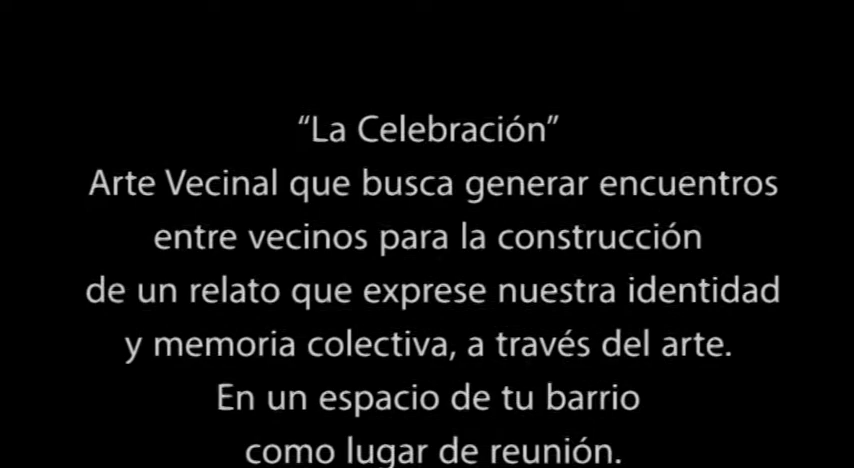 “La Celebración”
Arte Vecinal que busca generar encuentros
entre vecinos para la construcción
de un relato que exprese nuestra identidad
y memoria colectiva, a través del arte.
En un espacio de tu barrio
como lugar de reunión.